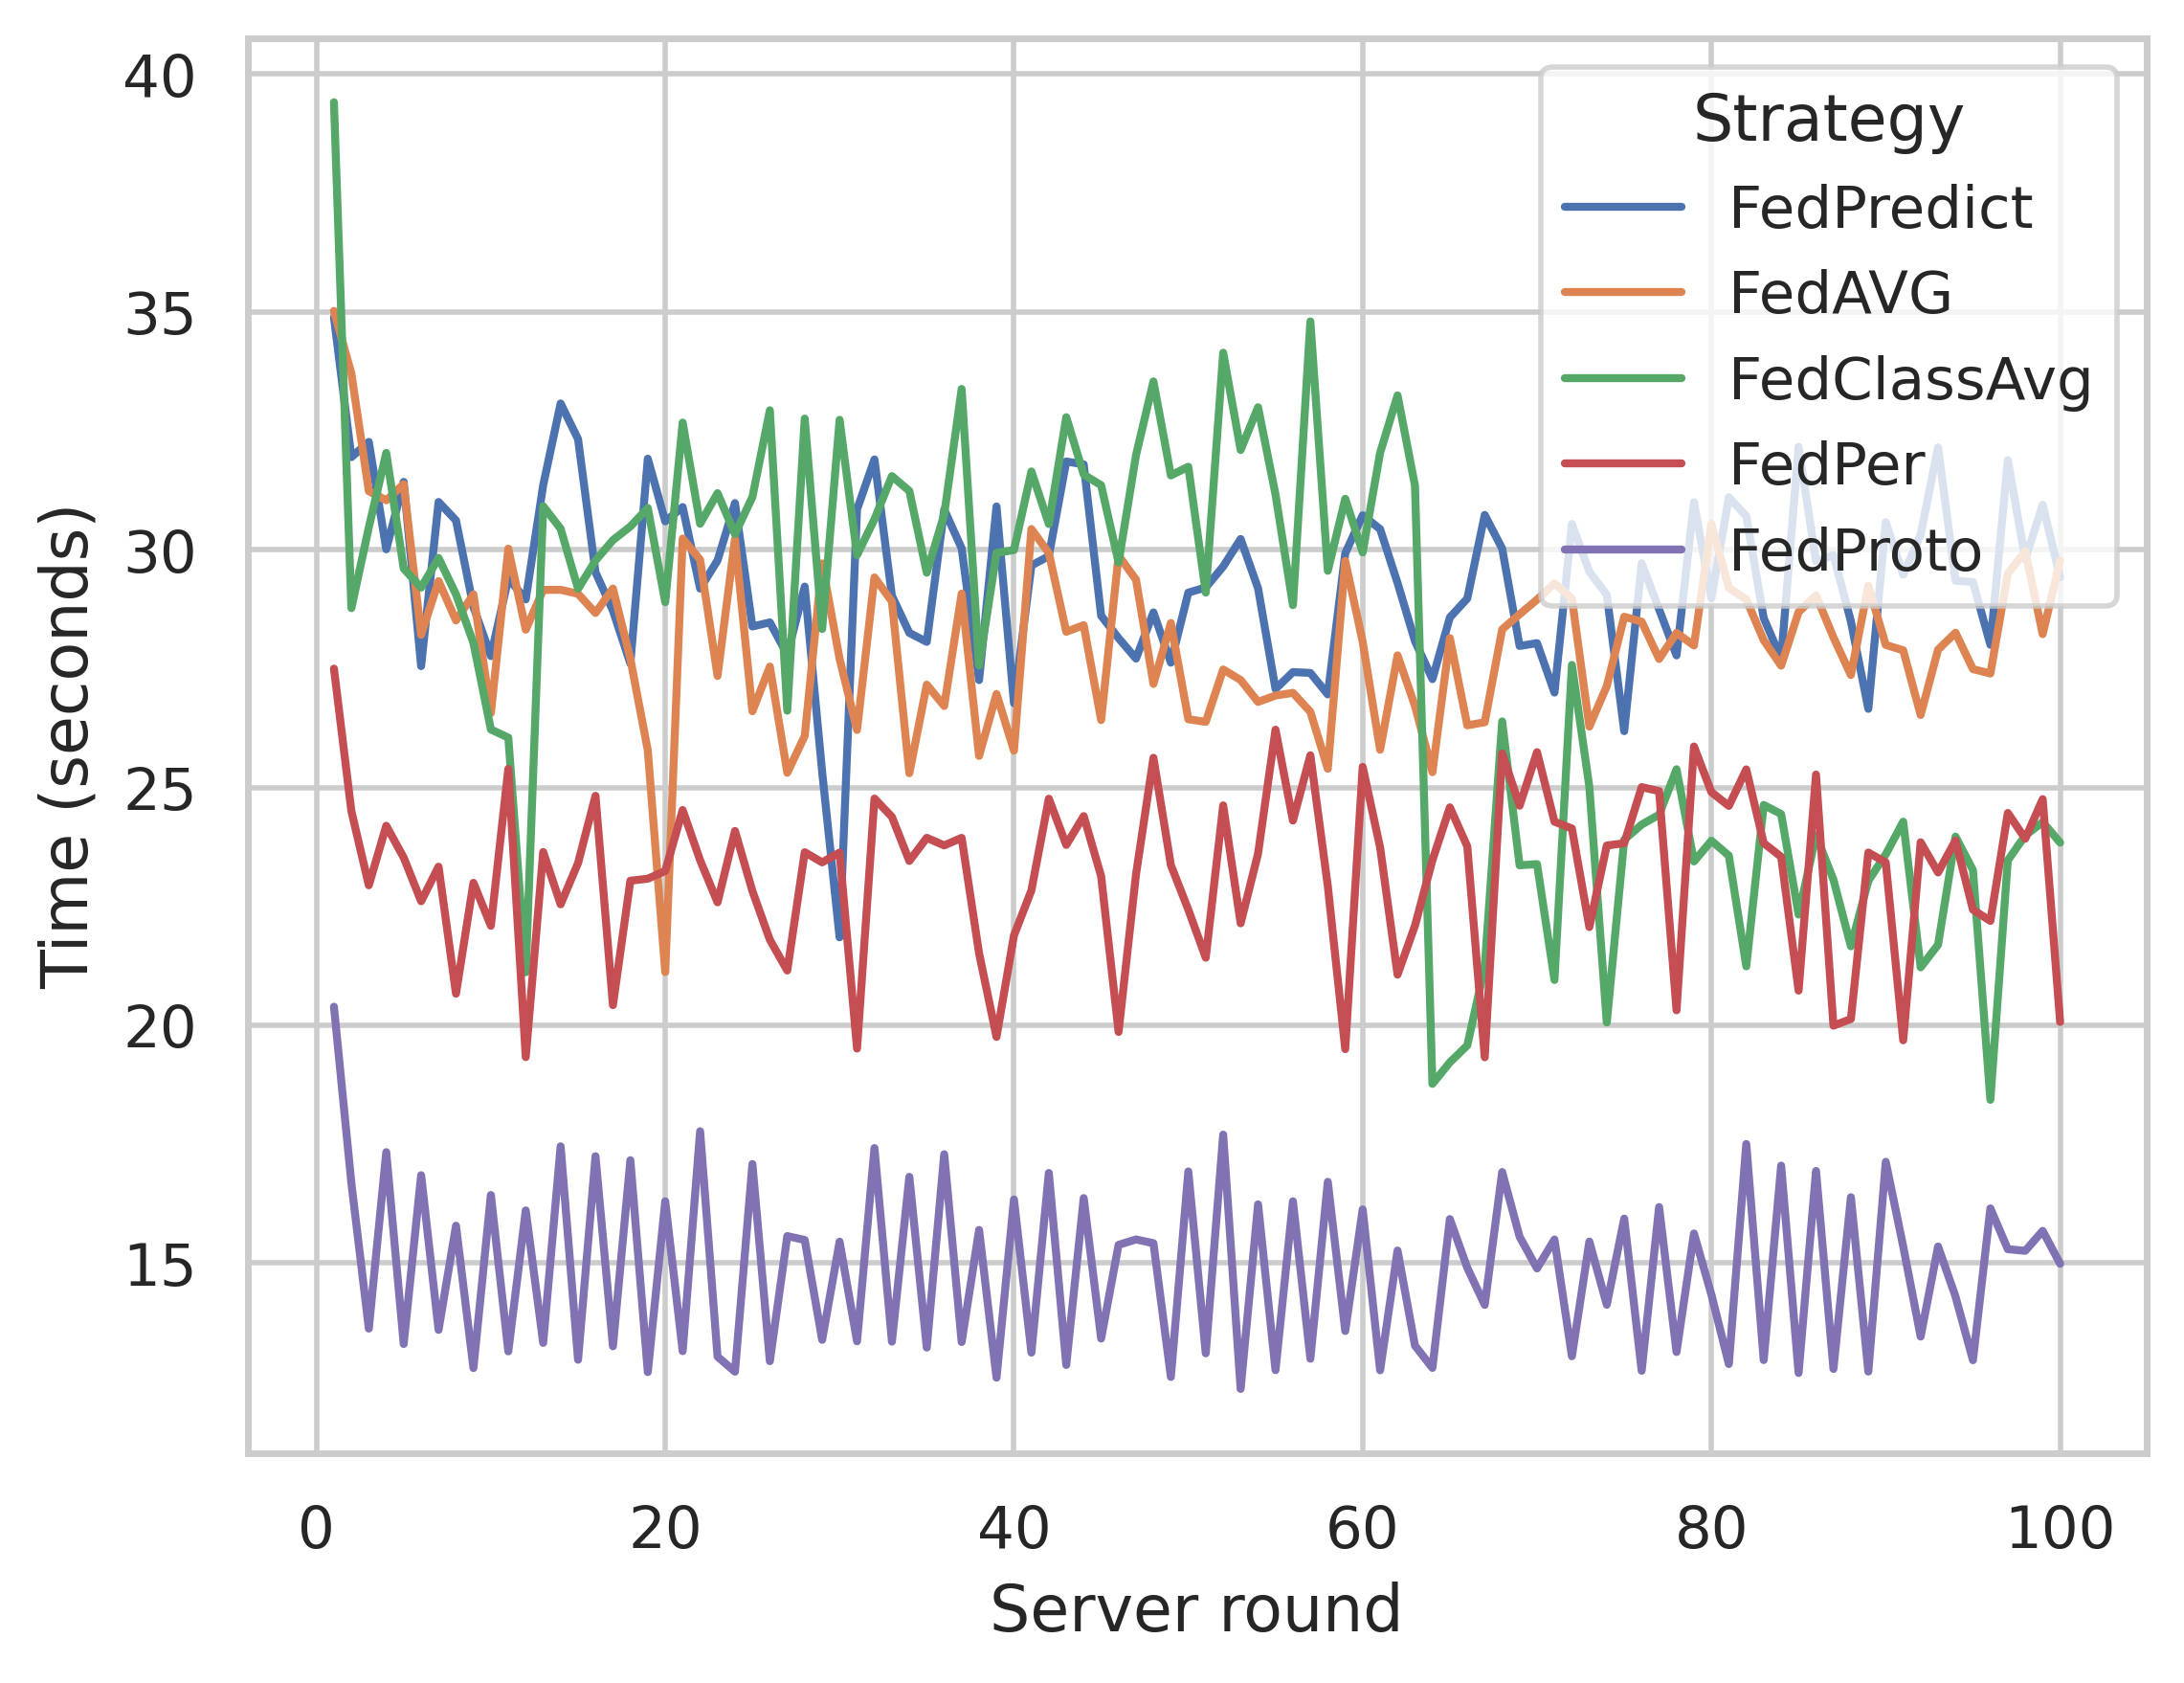 40
35
30
25
20
15
Time (seconds)
0 20 40 60 80 100
Server round
Strategy
FedPredict
FedAVG
FedClassAvg
FedPer
FedProto